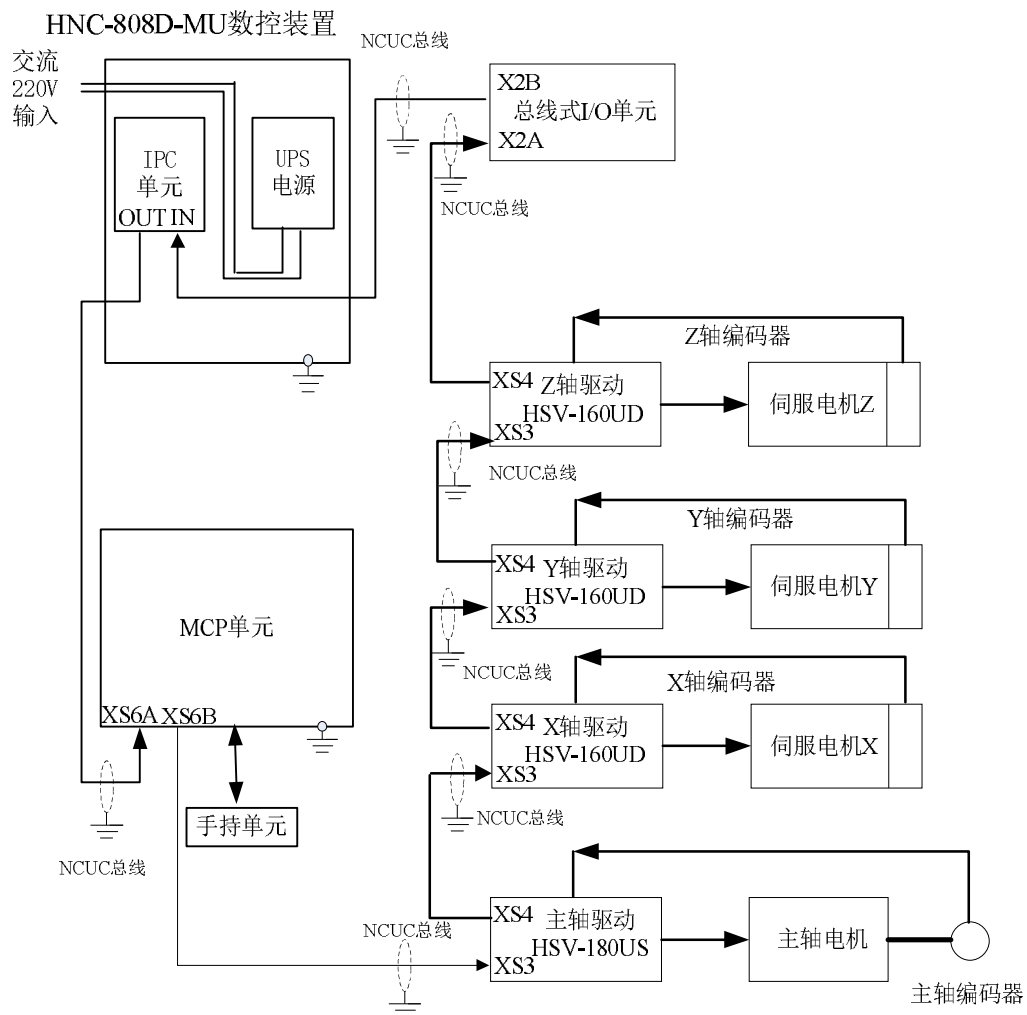 HNC-808D-MU数控装置
交流
220V
输入
NCUC总线
IPC
单元
OUT IN
UPS
电源
X2B
总线式I/O单元
X2A
NCUC总线
Z轴编码器
XS4
Z轴驱动
HSV-160UD
XS3
伺服电机Z
NCUC总线
Y轴编码器
XS4
Y轴驱动
HSV-160UD
XS3
伺服电机Y
NCUC总线
X轴编码器
XS4
X轴驱动
HSV-160UD
XS3
伺服电机X
NCUC总线
MCP单元
XS6A XS6B
手持单元
NCUC总线
NCUC总线
XS4
主轴驱动
HSV-180US
XS3
主轴电机
主轴编码器